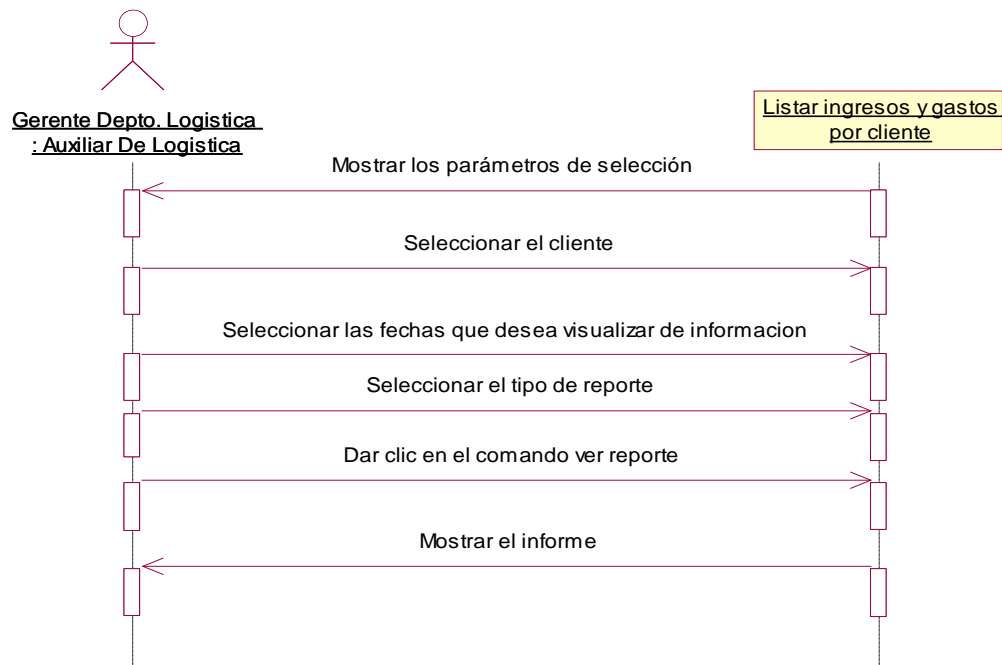 Gerente Depto. Logistica
: Auxiliar De Logistica
Listar ingresos y gastos
por cliente
Mostrar los parámetros de selección
Seleccionar el cliente
Seleccionar las fechas que desea visualizar de informacion
Seleccionar el tipo de reporte
Dar clic en el comando ver reporte
Mostrar el informe